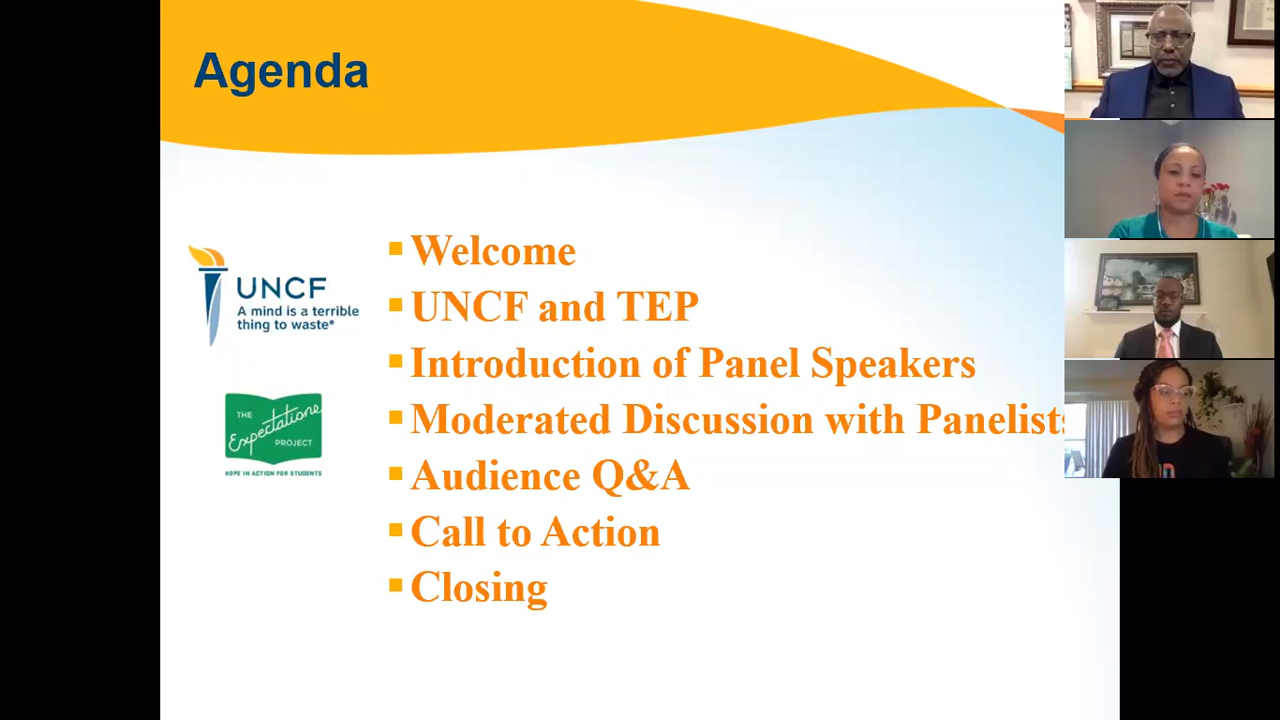 Agenda
Welcome
UNCF and TEP
Introduction of Panel Speakers
Moderated Discussion with Panelists
Audience Q&A
Call to Action
Closing
UNCF
A mind is a terrible
thing to waste®
THE
Expectations
PROJECT
HOPE IN ACTION FOR STUDENTS